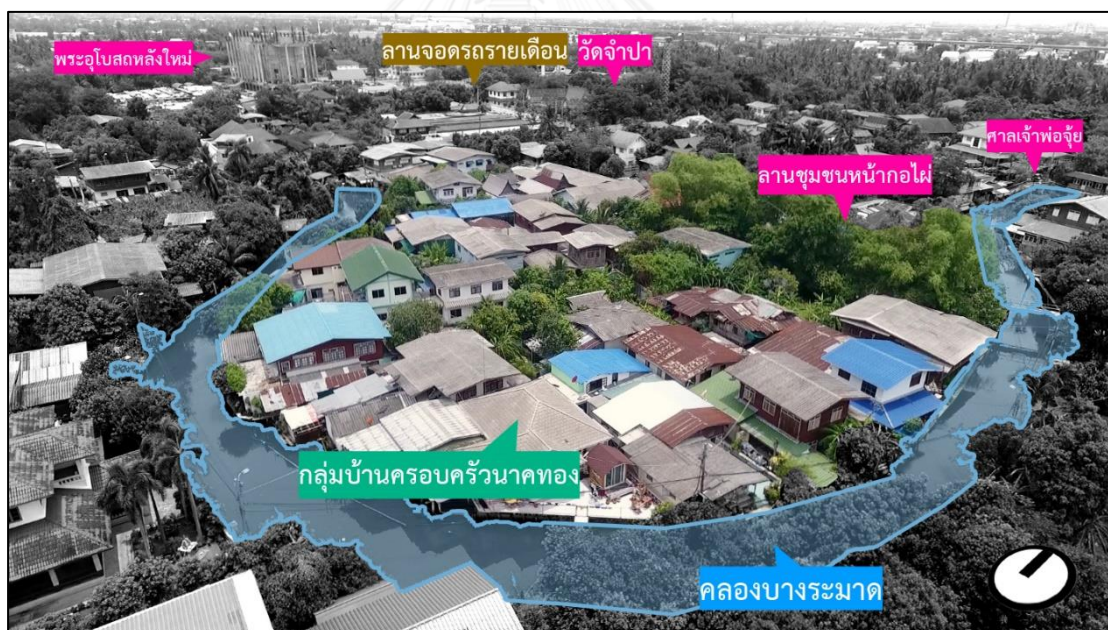 ลานจอดรถรายเดือน
วัดจำปา
พระอุโบสถหลังใหม่
ศาลเจ้าพ่อจุ้ย
ลานชุมชนหน้ากอไผ่
กลุ่มบ้านครอบครัวนาคทอง
คลองบางระมาด